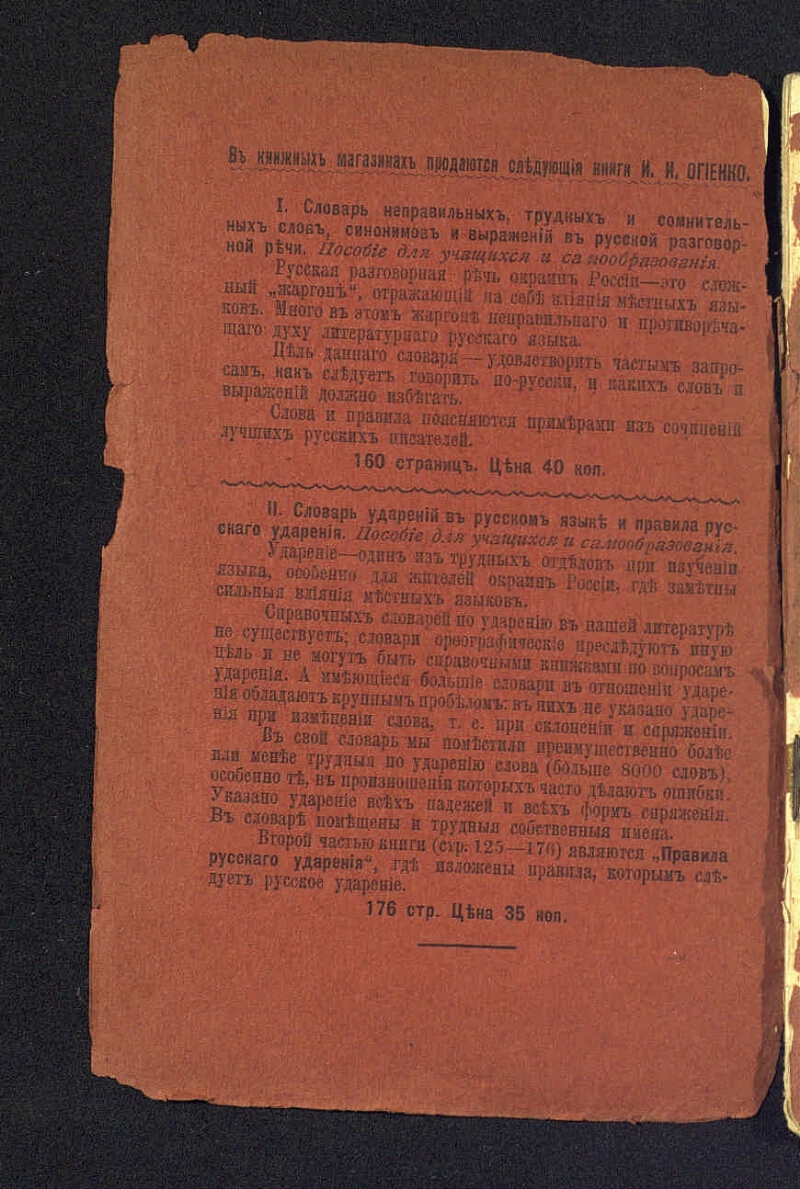 Въ книжныхъ магазинахъ продаются слѣдующія книги И. И. ОГІЕНКО.
I. Словарь неправильныхъ, трудныхъ и сомнитель-
ныхъ словъ, синонимовъ и выраженій въ русской разговор-
ной рѣчи. Пособіе для учащихся и самообразованія.
Русская разговорная рѣчь окраинъ Россіи—это слож-
ный „жаргонъ“, отражающій на себѣ вліянія мѣстныхъ язы-
ковъ. Много въ этомъ жаргонѣ неправильнаго и противорѣча-
щаго духу литературнаго русскаго языка.
Цѣль даннаго словаря—удовлетворить частымъ запро-
самъ, какъ слѣдуетъ говорить по-русски, и какихъ словъ и
выраженій должно избѣгать.
Слова и правила поясняются примѣрами изъ сочиненій
лучшихъ русскихъ писателей.
160 страницъ. Цѣна 40 коп.
II. Словарь удареній въ русскомъ языкѣ и правила рус-
скаго ударенія. Пособіе для учащихся и самообразованія.
Удареніе—одинъ изъ трудныхъ отдѣловъ при изученіи
языка, особенно для жителей окраинъ Россіи, гдѣ замѣтны
сильныя вліянія мѣстныхъ языковъ.
Справочныхъ словарей по ударенію въ нашей литературѣ
не существуетъ; словари орѳографическіе преслѣдуютъ иную
цѣль и не могутъ быть справочными книжками по вопросамъ
ударенія. А имѣющіеся большіе словари въ отношеніи ударе-
нія обладаютъ крупнымъ пробѣломъ: въ нихъ не указано ударе-
нія при измѣненіи слова, т. е. при склоненіи и спряженіи.
Въ свой словарь мы помѣстили преимущественно болѣе
или менѣе трудныя по ударенію слова (больше 8000 словъ),
особенно тѣ, въ произношеніи которыхъ часто дѣлаютъ ошибки.
Указано удареніе всѣхъ падежей и всѣхъ формъ спряженія.
Въ словарѣ помѣщены и трудныя собственныя имена.
Второй частью книги (стр. 125—176) являются „Правила
русскаго ударенія“, гдѣ изложены правила, которымъ слѣ-
дуетъ русское удареніе.
176 стр. Цѣна 35 коп.